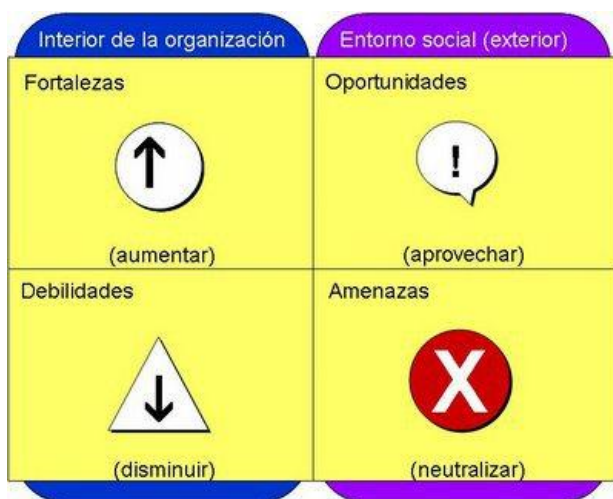 Interior de la organización
Entorno social (exterior)
Fortalezas
Oportunidades
!
(aumentar)
(aprovechar)
Debilidades
Amenazas
X
(disminuir)
(neutralizar)